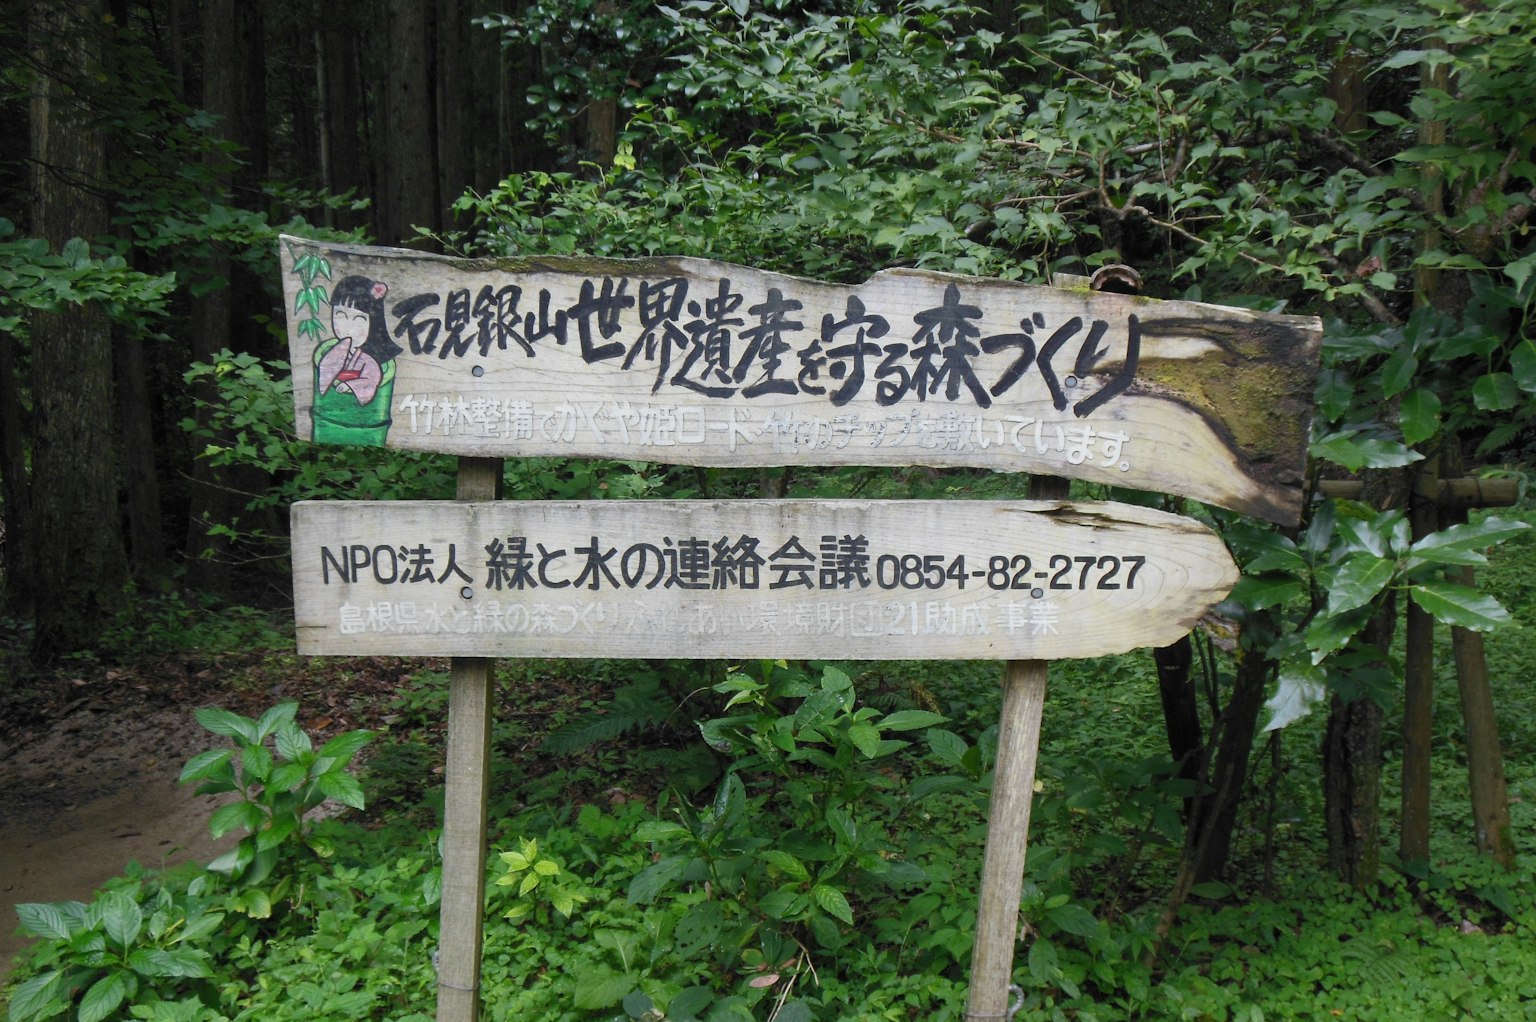 石見銀山世界遺産を守る森づくり
竹林整備でかぐや姫ロード・竹のチップを敷いています。
NPO法人 緑と水の連絡会議 0854-82-2727
島根県水と緑の森づくり 環境財団21助成事業